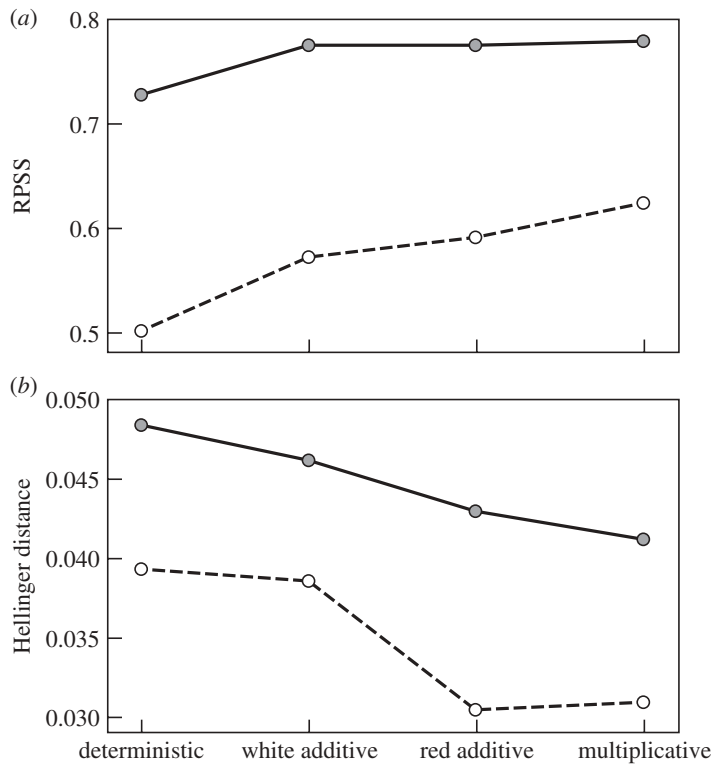 (a)
0.8
0.7
0.6
0.5
RPSS
(b)
0.050
0.045
0.040
0.035
0.030
Hellinger distance
deterministic white additive red additive multiplicative